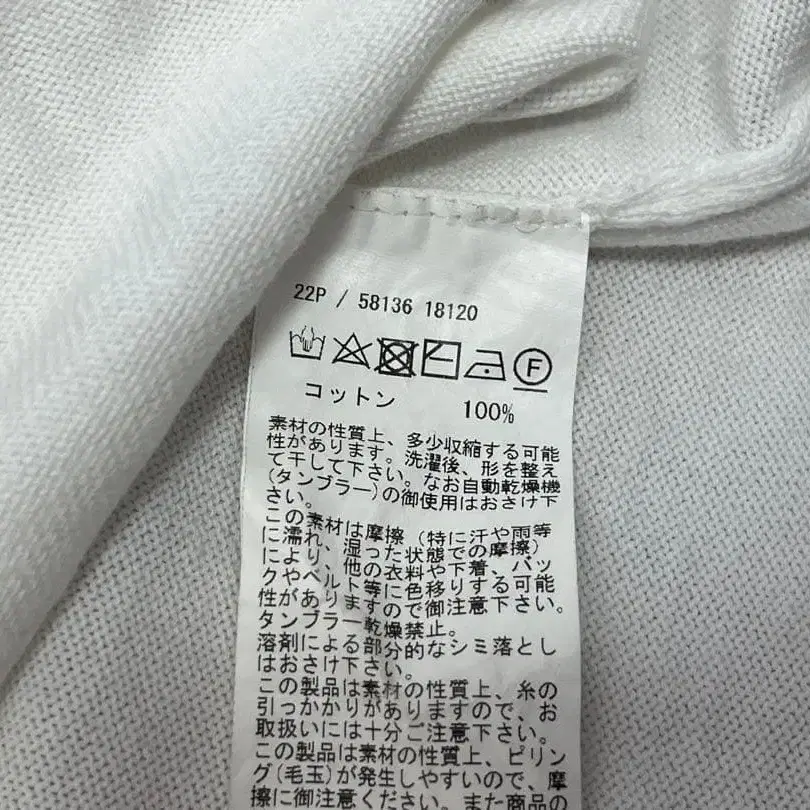 22P / 58136 18120
F
コットン 100%
素材の性質上、多少収縮する可能
性があります。洗濯後、形を整え
て干して下さい。なお自動乾燥機
(タンブラー)の御使用はおさけ下
さい。
この素材は摩擦（特に汗や雨等
に濡れ、湿った状態での摩擦）
により、他の衣料や下着、バッ
クやベルト等に色移りする可能
性がありますので御注意下さい。
タンブラー乾燥禁止。
溶剤による部分的なシミ落とし
はおさけ下さい。
この製品は素材の性質上、糸の
引っかかりがありますので、お
取扱いには十分ご注意下さい。
この製品は素材の性質上、ピリン
グ(毛玉)が発生しやすいので、摩
擦に注意ください。また商品の